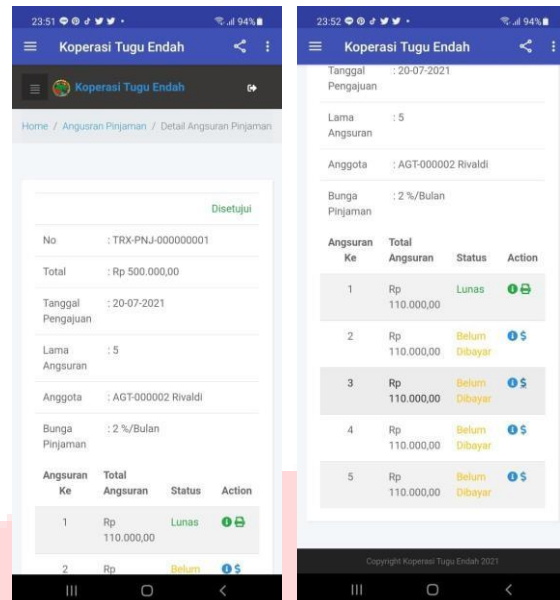 23:51
94%
Koperasi Tugu Endah
Koperasi Tugu Endah
Home / Angusran Pinjaman / Detail Angsuran Pinjaman
Disetujui
No : TRX-PNJ-000000001
Total : Rp 500.000,00
Tanggal : 20-07-2021
Pengajuan
Lama : 5
Angsuran
Anggota : AGT-000002 Rivaldi
Bunga : 2 %/Bulan
Pinjaman
Angsuran Total
Ke Angsuran Status Action
1 Rp Lunas
110.000,00
2 Rp Belum $
23:52
94%
Koperasi Tugu Endah
Tanggal : 20-07-2021
Pengajuan
Lama : 5
Angsuran
Anggota : AGT-000002 Rivaldi
Bunga : 2 %/Bulan
Pinjaman
Angsuran Total
Ke Angsuran Status Action
1 Rp Lunas
110.000,00
2 Rp Belum $
110.000,00 Dibayar
3 Rp Belum $
110.000,00 Dibayar
4 Rp Belum $
110.000,00 Dibayar
5 Rp Belum $
110.000,00 Dibayar
Copyright Koperasi Tugu Endah 2021